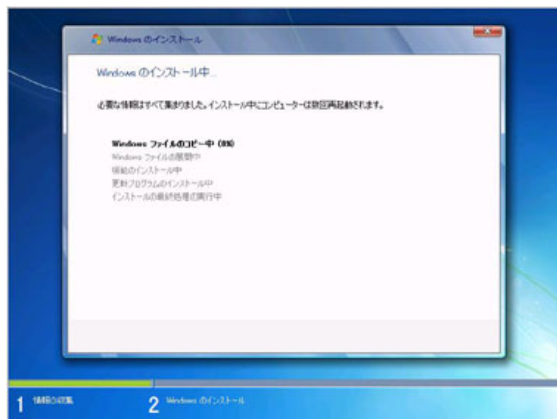 Windows のインストール
Windows のインストール中...
必要な情報はすべて集まりました。インストール中にコンピューターは数回再起動されます。
Windows ファイルのコピー中
Windows ファイルの展開中
機能のインストール中
更新プログラムのインストール中
インストールの最終処理の実行中
1 情報の収集
2 Windows のインストール